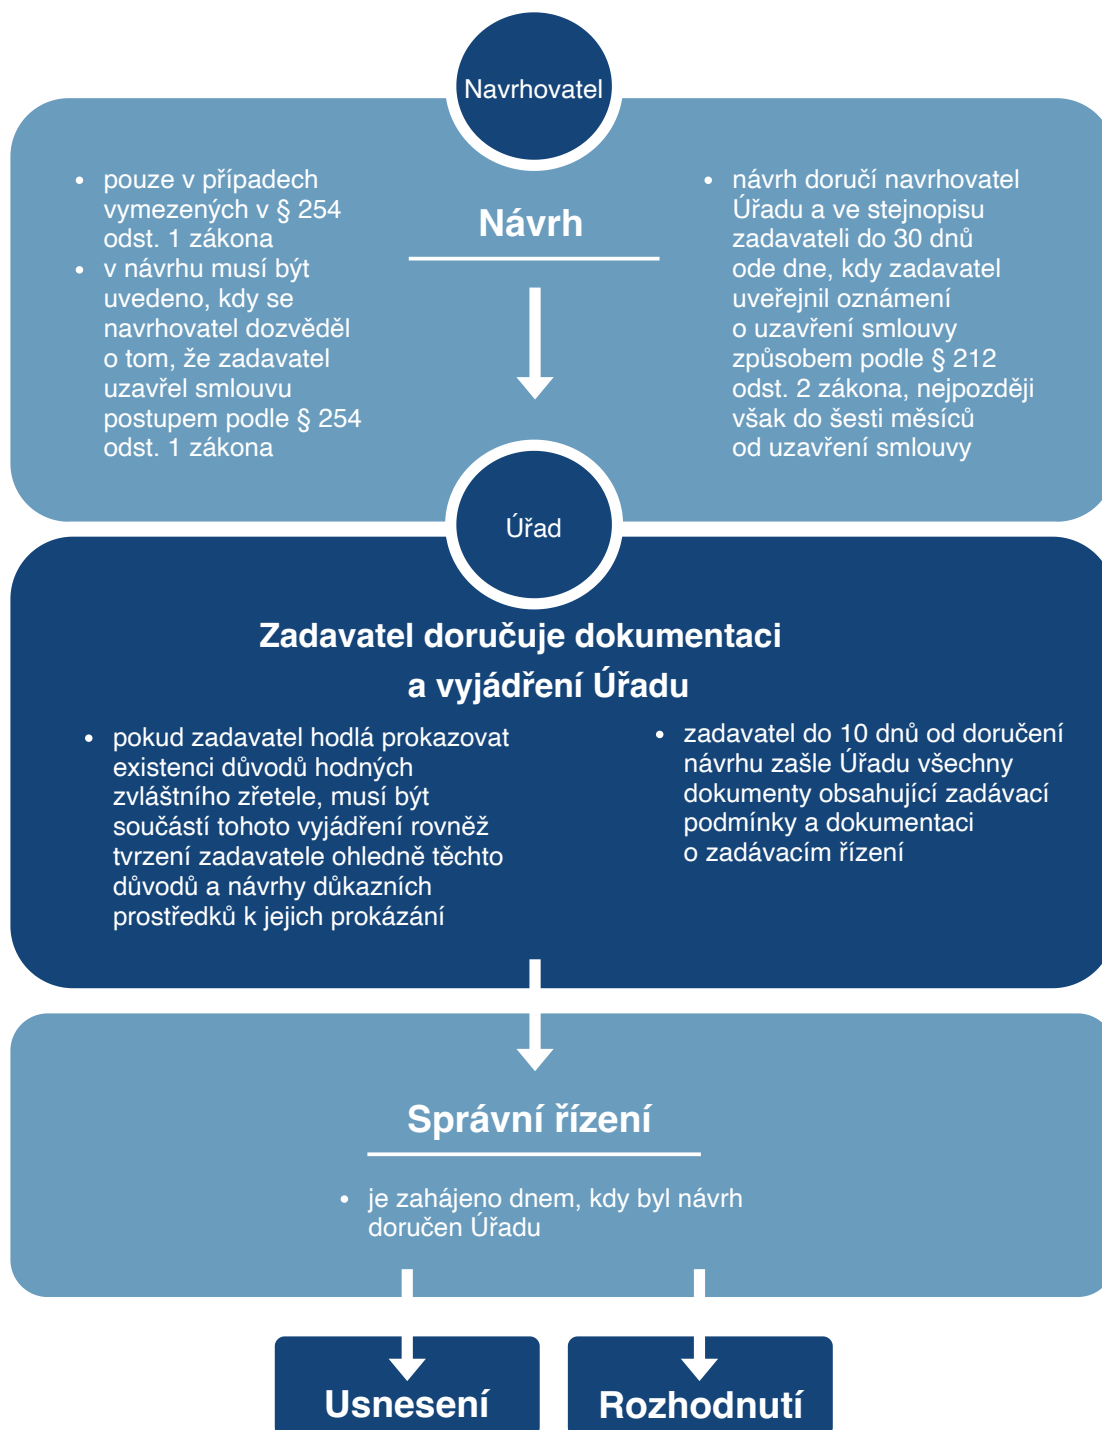 Navrhovatel
• pouze v případech
vymezených v § 254
odst. 1 zákona
• v návrhu musí být
uvedeno, kdy se
navrhovatel dozvěděl
o tom, že zadavatel
uzavřel smlouvu
postupem podle § 254
odst. 1 zákona
Návrh
• návrh doručí navrhovatel
Úřadu a ve stejnopisu
zadavateli do 30 dnů
ode dne, kdy zadavatel
uveřejnil oznámení
o uzavření smlouvy
způsobem podle § 212
odst. 2 zákona, nejpozději
však do šesti měsíců
od uzavření smlouvy
Úřad
Zadavatel doručuje dokumentaci
a vyjádření Úřadu
• pokud zadavatel hodlá prokazovat
existenci důvodů hodných
zvláštního zřetele, musí být
součástí tohoto vyjádření rovněž
tvrzení zadavatele ohledně těchto
důvodů a návrhy důkazních
prostředků k jejich prokázání
• zadavatel do 10 dnů od doručení
návrhu zašle Úřadu všechny
dokumenty obsahující zadávací
podmínky a dokumentaci
o zadávacím řízení
Správní řízení
• je zahájeno dnem, kdy byl návrh
doručen Úřadu
Usnesení
Rozhodnutí